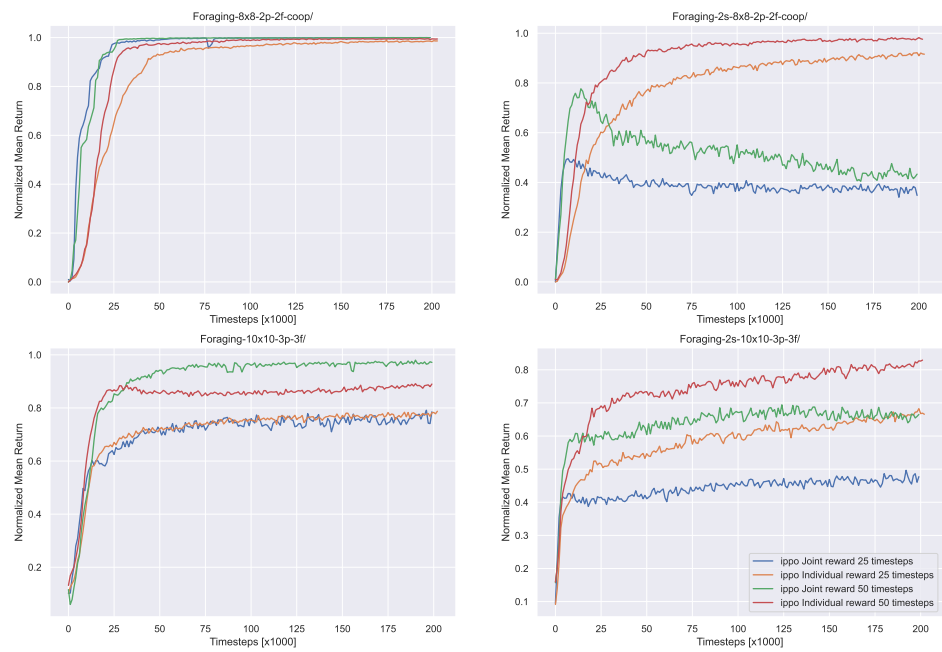 Foraging-8x8-2p-2f-coop/
Normalized Mean Return
1.0
0.8
0.6
0.4
0.2
0.0
0 25 50 75 100 125 150 175 200
Timesteps [x1000]
Foraging-2s-8x8-2p-2f-coop/
Normalized Mean Return
1.0
0.8
0.6
0.4
0.2
0.0
0 25 50 75 100 125 150 175 200
Timesteps [x1000]
Foraging-10x10-3p-3f/
Normalized Mean Return
1.0
0.8
0.6
0.4
0.2
0 25 50 75 100 125 150 175 200
Timesteps [x1000]
Foraging-2s-10x10-3p-3f/
Normalized Mean Return
0.8
0.7
0.6
0.5
0.4
0.3
0.2
0.1
0 25 50 75 100 125 150 175 200
Timesteps [x1000]
ippo Joint reward 25 timesteps
ippo Individual reward 25 timesteps
ippo Joint reward 50 timesteps
ippo Individual reward 50 timesteps